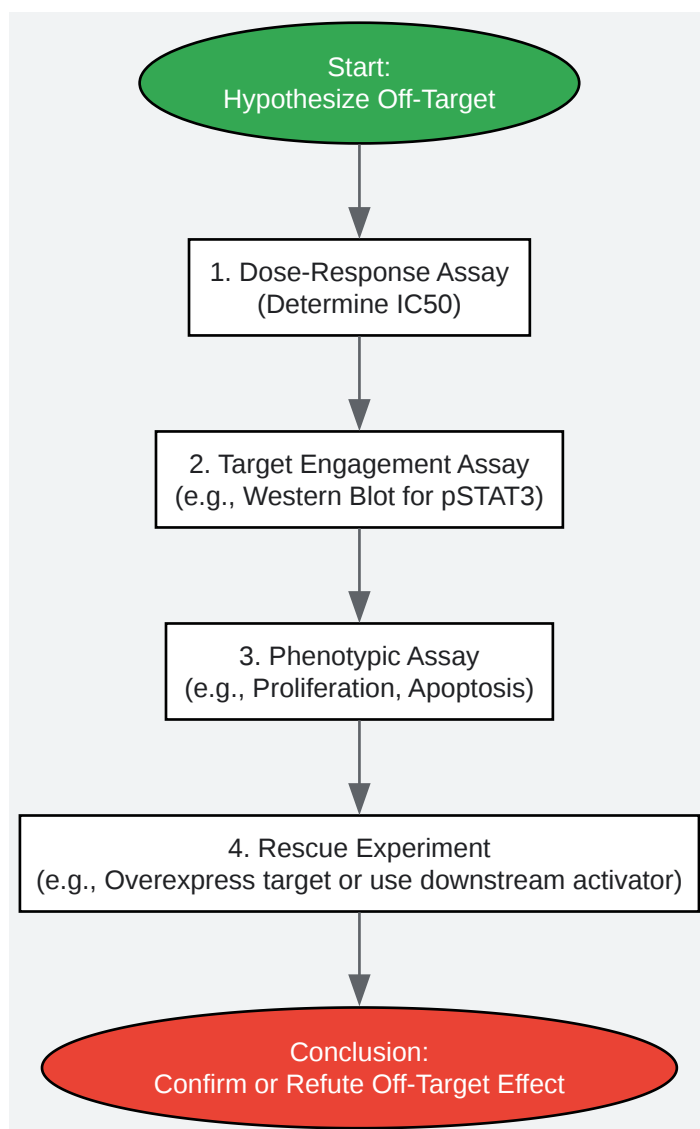 Start:
Hypothesize Off-Target
1. Dose-Response Assay
(Determine IC50)
2. Target Engagement Assay
(e.g., Western Blot for pSTAT3)
3. Phenotypic Assay
(e.g., Proliferation, Apoptosis)
4. Rescue Experiment
(e.g., Overexpress target or use downstream activator)
Conclusion:
Confirm or Refute Off-Target Effect